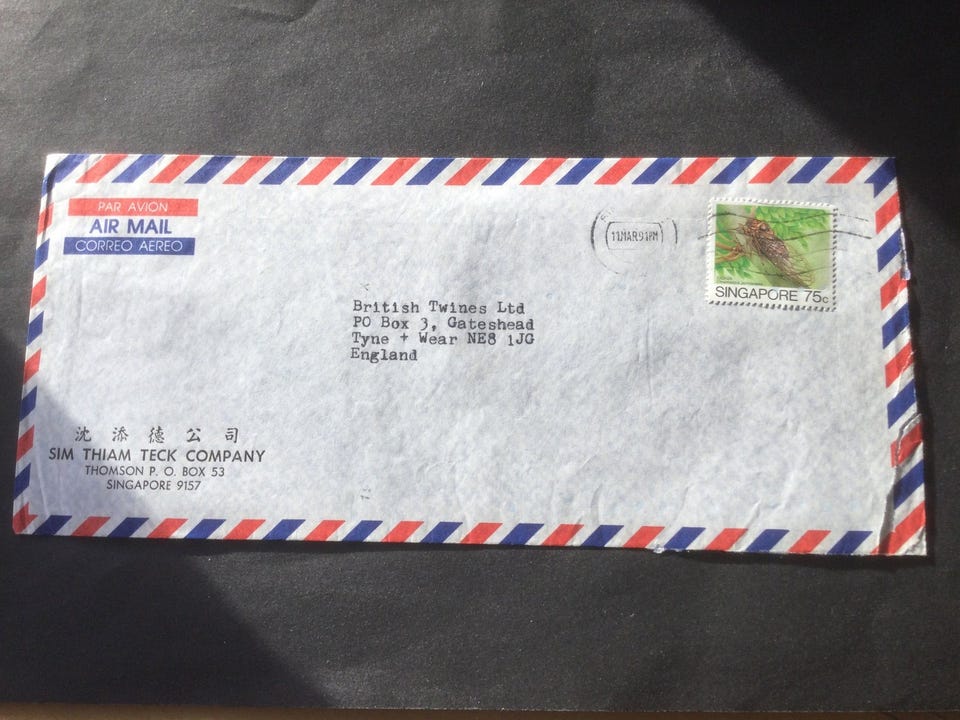 PAR AVION
AIR MAIL
CORREO AEREO
11MAR91PM
SINGAPORE 75c
British Twines Ltd
PO Box 3, Gateshead
Tyne + Wear NE8 1JG
England
沈添德公司
SIM THIAM TECK COMPANY
THOMSON P. O. BOX 53
SINGAPORE 9157